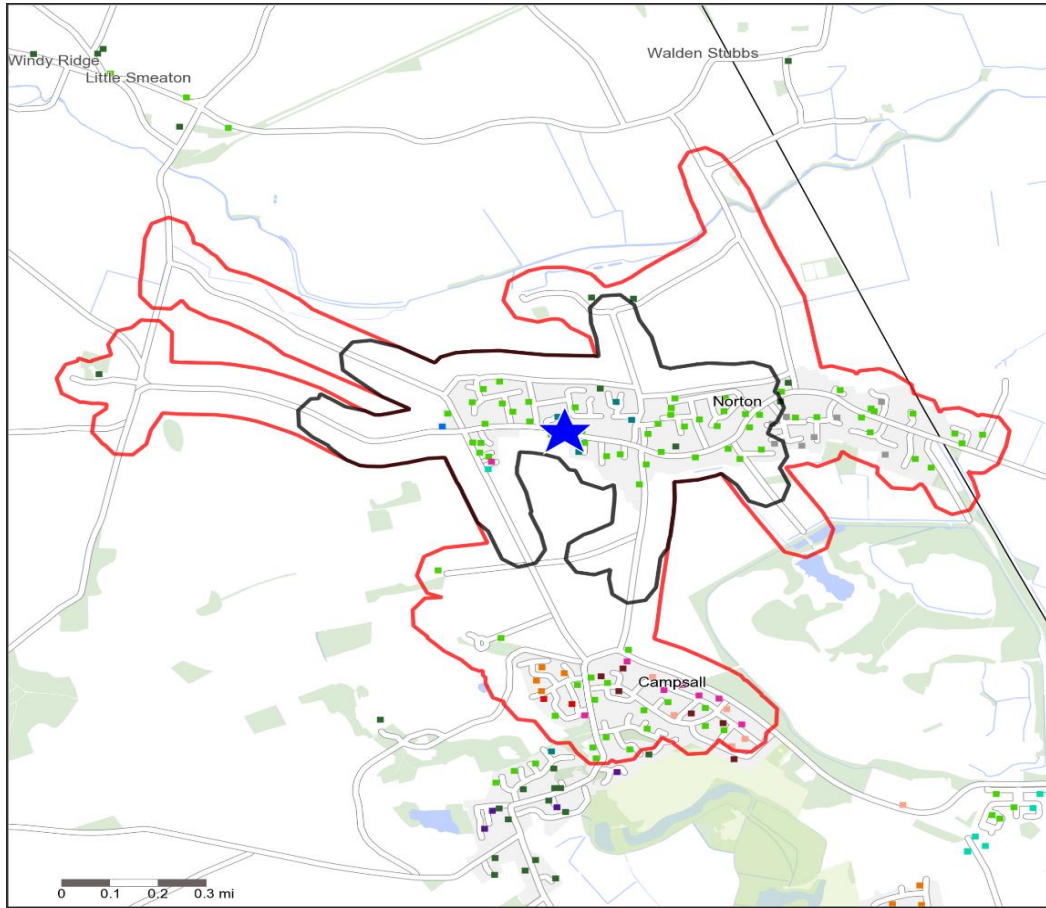 Walden Stubbs
Windy Ridge
Little Smeaton
Norton
Campsall
0 0.1 0.2 0.3 mi